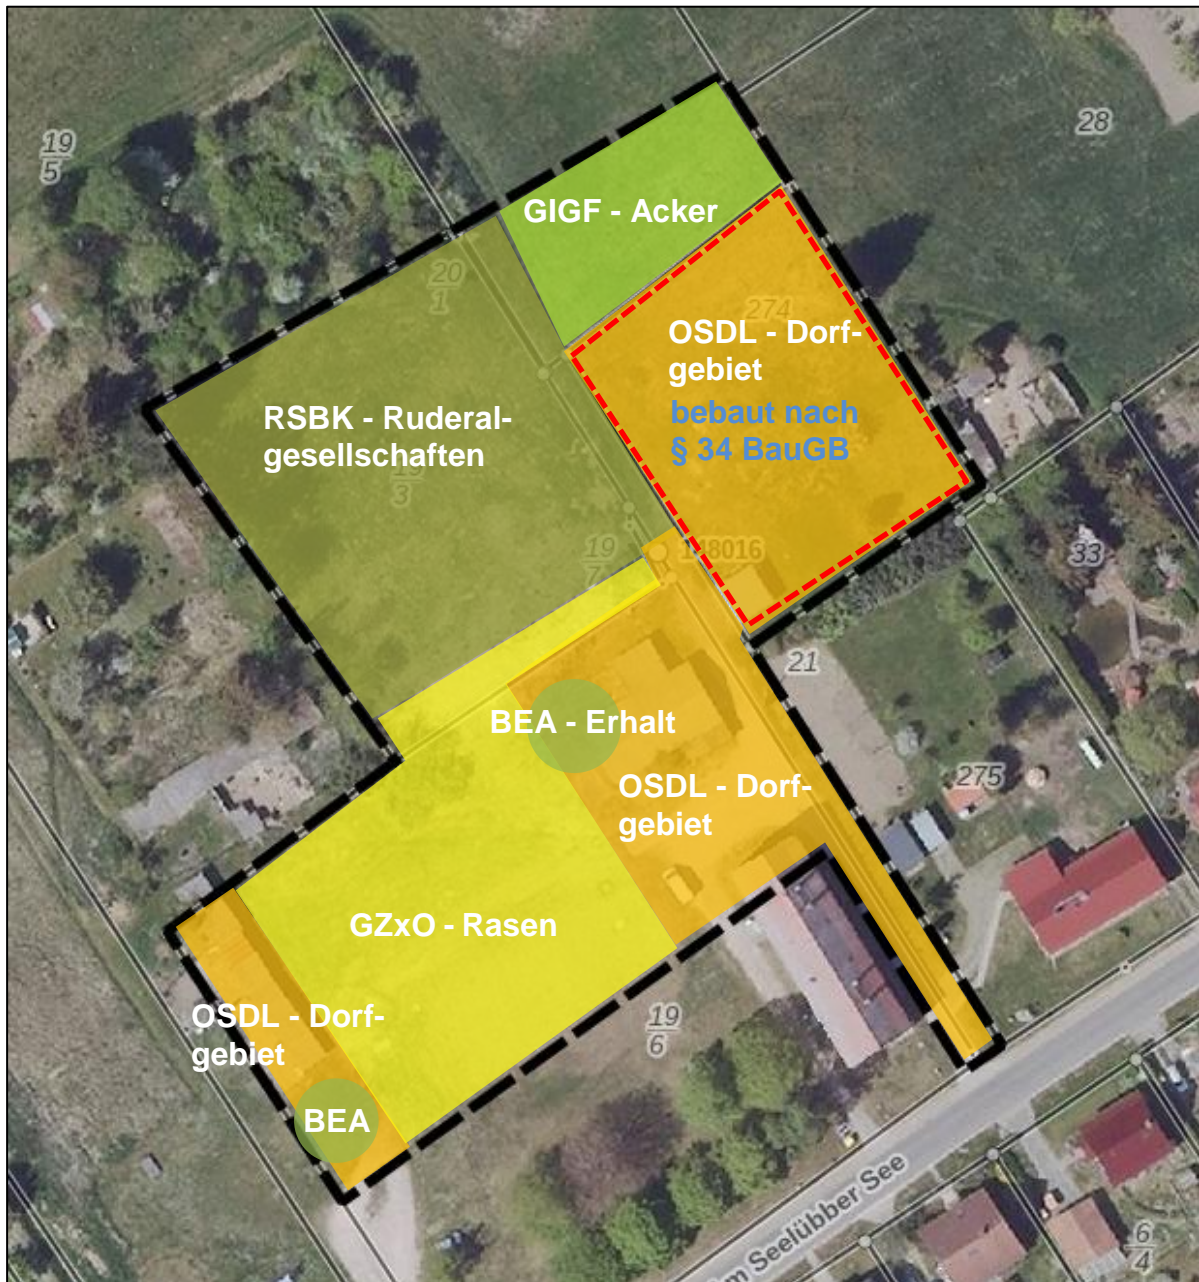 28
19
5
GIGF - Acker
20
1
274
OSDL - Dorf-
gebiet
bebaut nach
§ 34 BauGB
RSBK - Ruderal-
gesellschaften
3
19
7
148016
33
21
BEA - Erhalt
275
OSDL - Dorf-
gebiet
GZxO - Rasen
OSDL - Dorf-
gebiet
19
6
BEA
Seelübber See
6
4